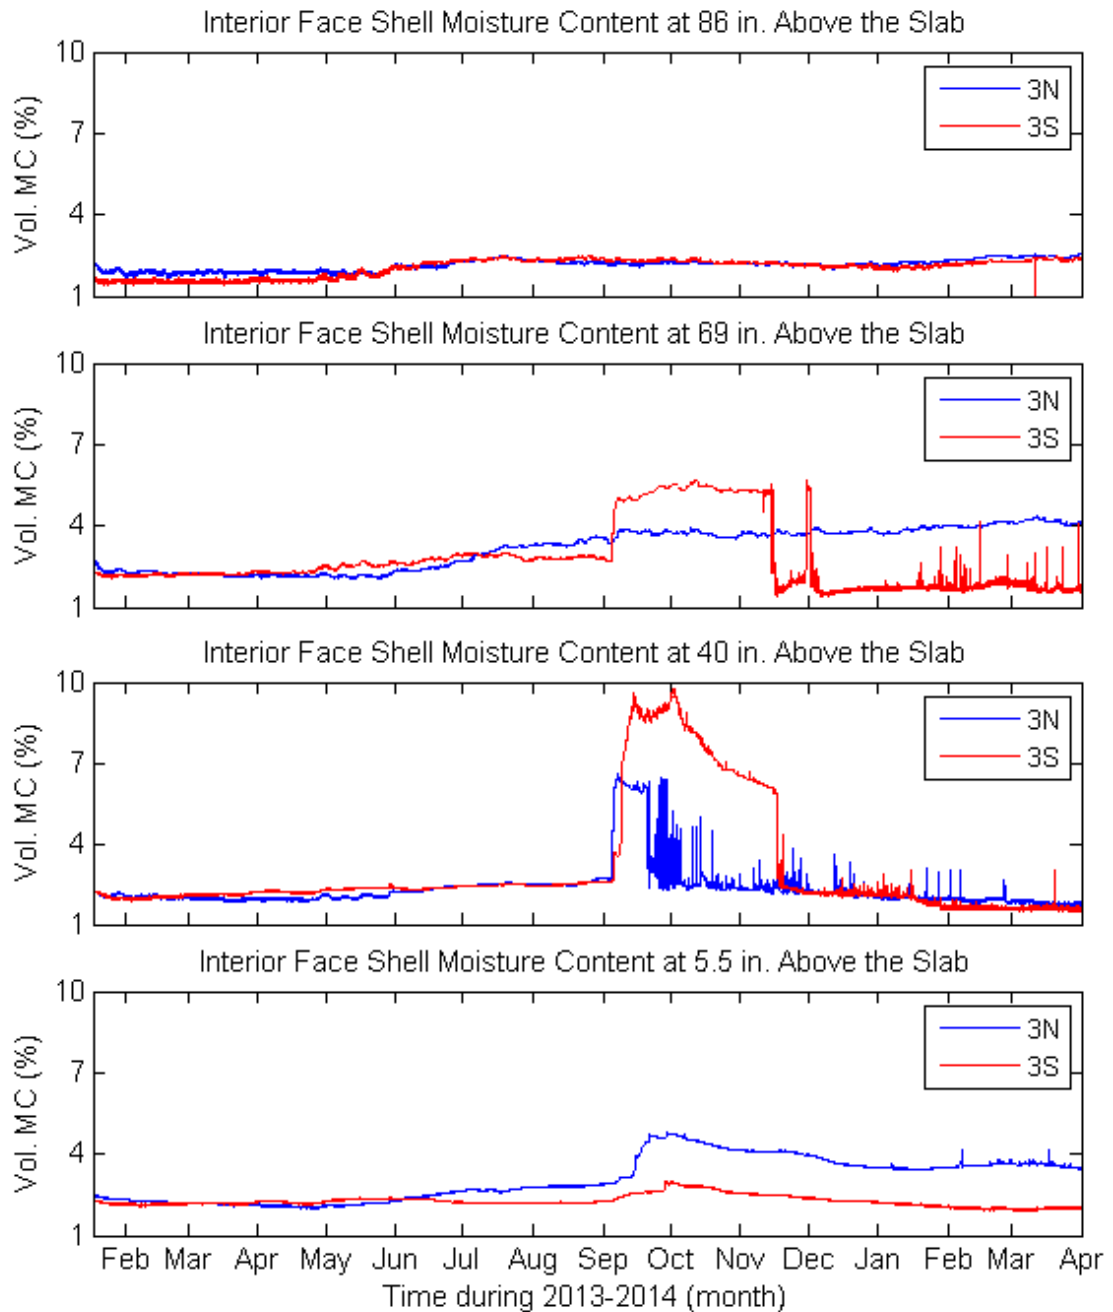 Interior Face Shell Moisture Content at 86 in. Above the Slab
Vol. MC (%)
10
7
4
1
3N
3S
Interior Face Shell Moisture Content at 69 in. Above the Slab
Vol. MC (%)
10
7
4
1
3N
3S
Interior Face Shell Moisture Content at 40 in. Above the Slab
Vol. MC (%)
10
7
4
1
3N
3S
Interior Face Shell Moisture Content at 5.5 in. Above the Slab
Vol. MC (%)
10
7
4
1
3N
3S
Feb Mar Apr May Jun Jul Aug Sep Oct Nov Dec Jan Feb Mar Apr
Time during 2013-2014 (month)